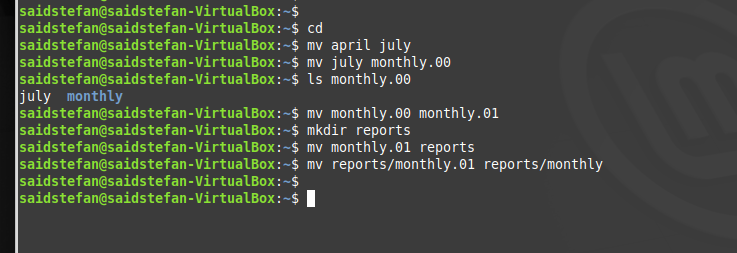 saidstefan@saidstefan-VirtualBox:~$
saidstefan@saidstefan-VirtualBox:~$ cd
saidstefan@saidstefan-VirtualBox:~$ mv april july
saidstefan@saidstefan-VirtualBox:~$ mv july monthly.00
saidstefan@saidstefan-VirtualBox:~$ ls monthly.00
july  monthly
saidstefan@saidstefan-VirtualBox:~$ mv monthly.00 monthly.01
saidstefan@saidstefan-VirtualBox:~$ mkdir reports
saidstefan@saidstefan-VirtualBox:~$ mv monthly.01 reports
saidstefan@saidstefan-VirtualBox:~$ mv reports/monthly.01 reports/monthly
saidstefan@saidstefan-VirtualBox:~$
saidstefan@saidstefan-VirtualBox:~$